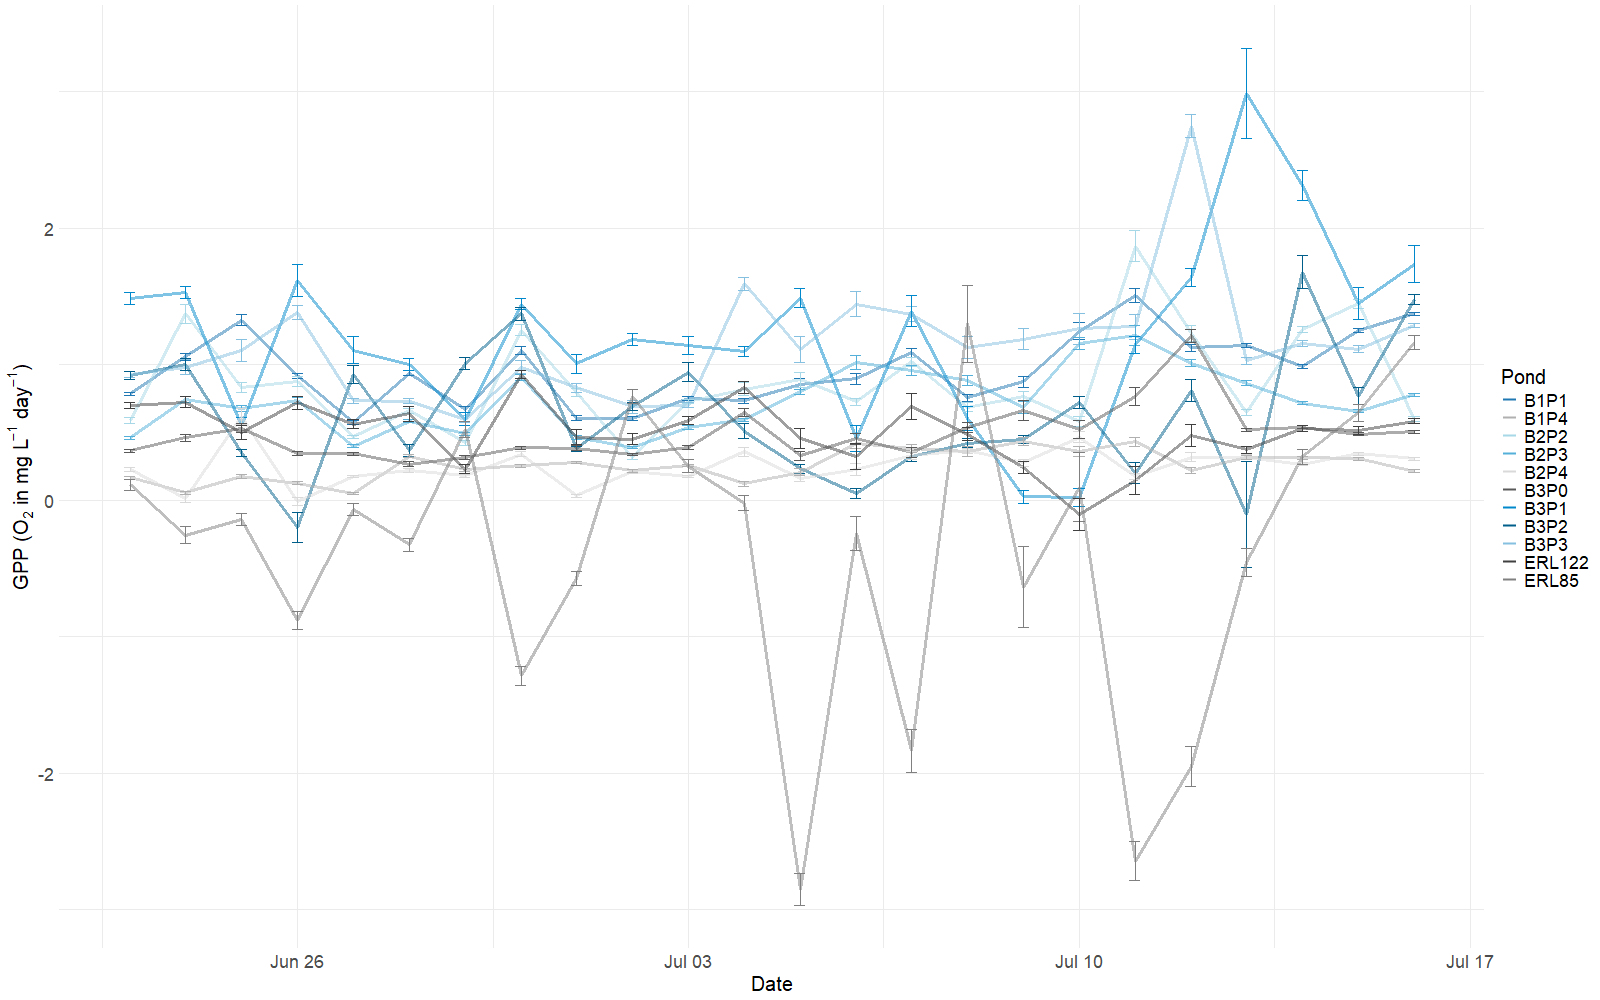 2
0
-2
GPP (O₂ in mg L⁻¹ day⁻¹)
Jun 26
Jul 03
Jul 10
Jul 17
Date
Pond
B1P1
B1P4
B2P2
B2P3
B2P4
B3P0
B3P1
B3P2
B3P3
ERL122
ERL85